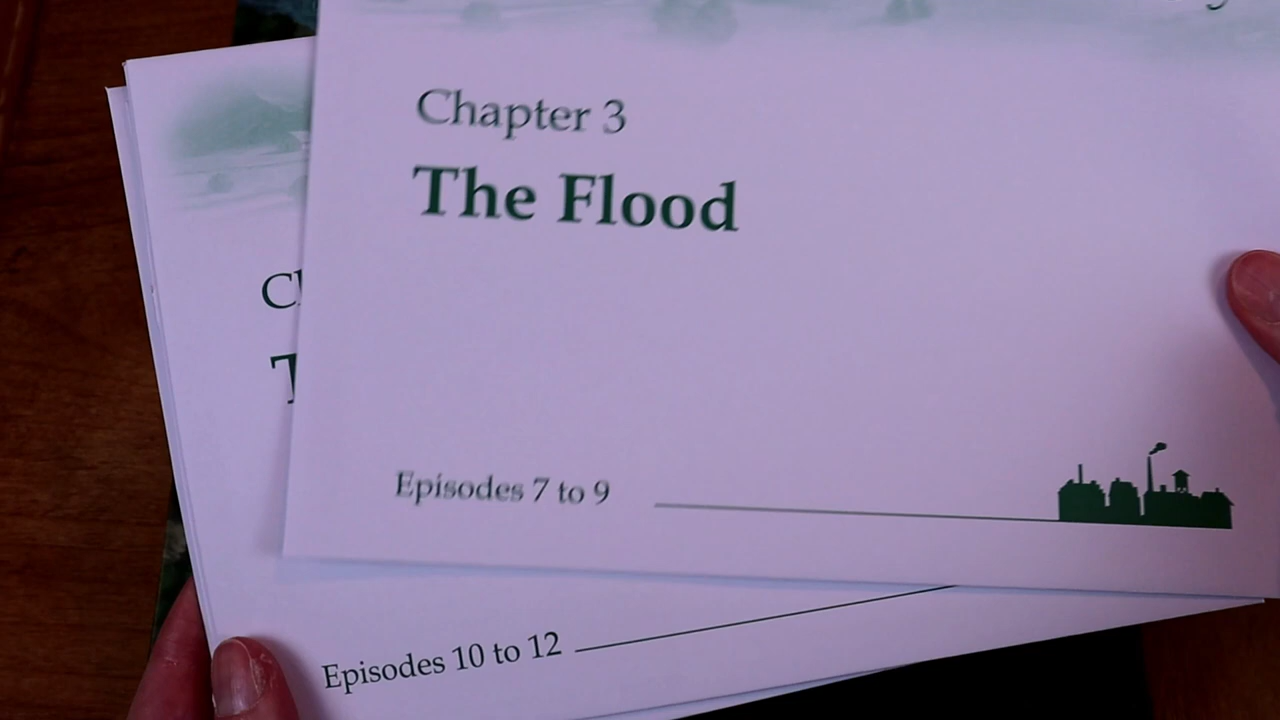 Chapter 3
The Flood
Episodes 7 to 9
Episodes 10 to 12